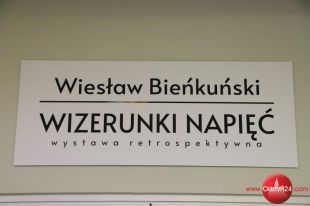 Wiesław Bieńkuński
WIZERUNKI NAPIĘĆ
wystawa retrospektywna
www.Olsztyn24.com